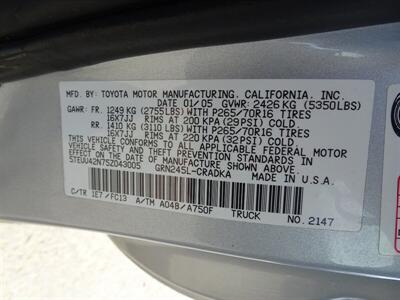 MFD. BY: TOYOTA MOTOR MANUFACTURING, CALIFORNIA, INC.
DATE 01/05 GVWR: 2426 KG (5350LBS)
GAWR: FR. 1249 KG (2755LBS) WITH P265/70R16 TIRES
16X7JJ RIMS AT 200 KPA (29PSI) COLD
RR. 1410 KG (3110 LBS) WITH P265/70R16 TIRES
16X7JJ RIMS AT 220 KPA (32PSI) COLD
THIS VEHICLE CONFORMS TO ALL APPLICABLE FEDERAL MOTOR
VEHICLE SAFETY STANDARDS IN EFFECT ON THE DATE OF
MANUFACTURE SHOWN ABOVE.
5TEUU42N75Z043005 GRN245L-CRADKA MADE IN U.S.A.
C/TR 1E7/FC13 A/TM A04B/A750F TRUCK NO. 2147